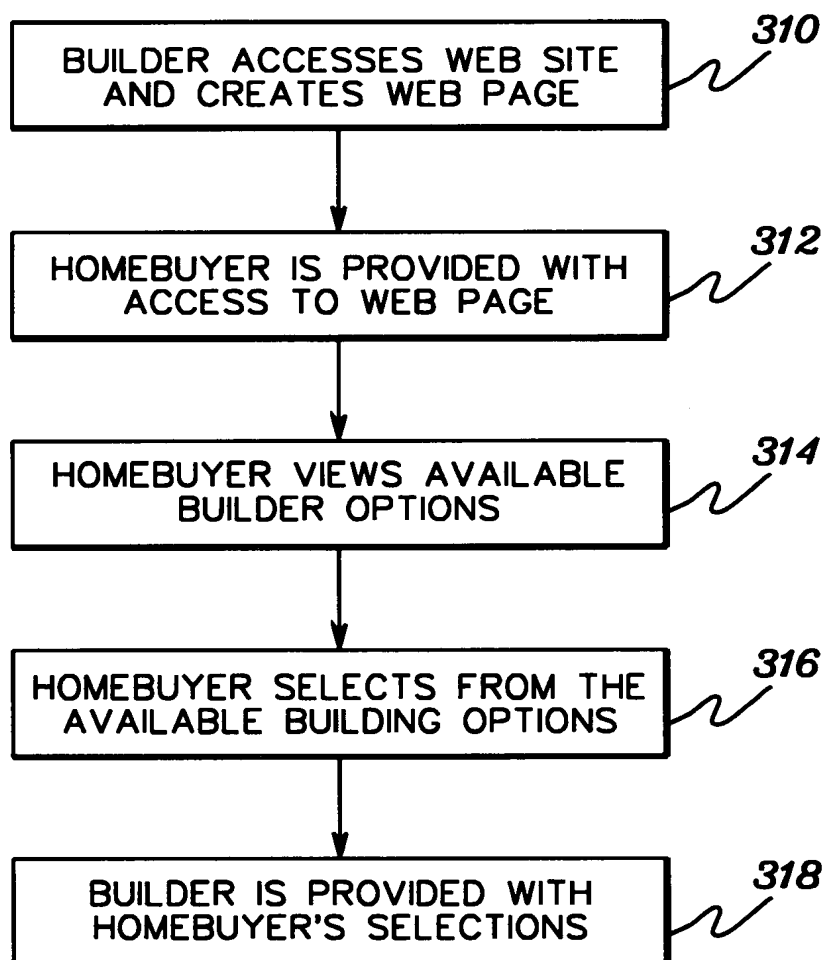 310
BUILDER ACCESSES WEB SITE
AND CREATES WEB PAGE
312
HOMEBUYER IS PROVIDED WITH
ACCESS TO WEB PAGE
314
HOMEBUYER VIEWS AVAILABLE
BUILDER OPTIONS
316
HOMEBUYER SELECTS FROM THE
AVAILABLE BUILDING OPTIONS
318
BUILDER IS PROVIDED WITH
HOMEBUYER'S SELECTIONS